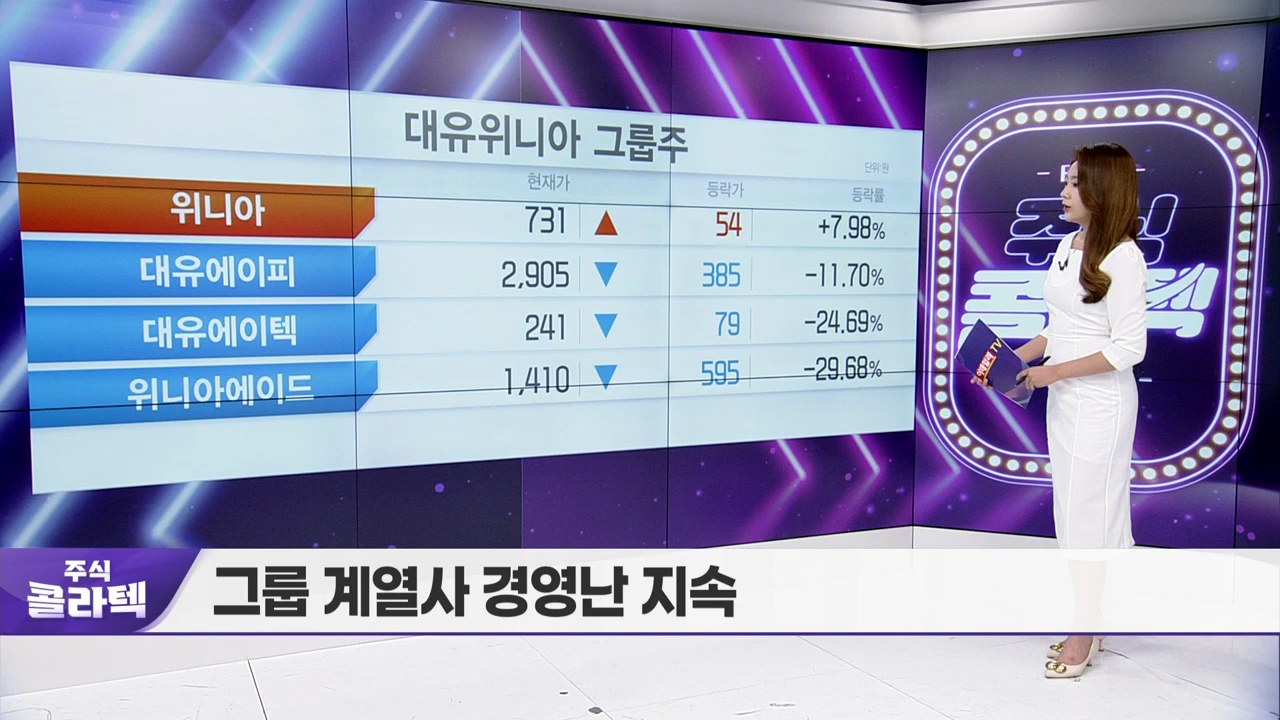 대유위니아 그룹주
단위:원
현재가 등락가 등락률
위니아 731 ▲ 54 +7.98%
대유에이피 2,905 ▼ 385 -11.70%
대유에이텍 241 ▼ 79 -24.69%
위니아에이드 1,410 ▼ 595 -29.68%
주식
콜라텍
그룹 계열사 경영난 지속